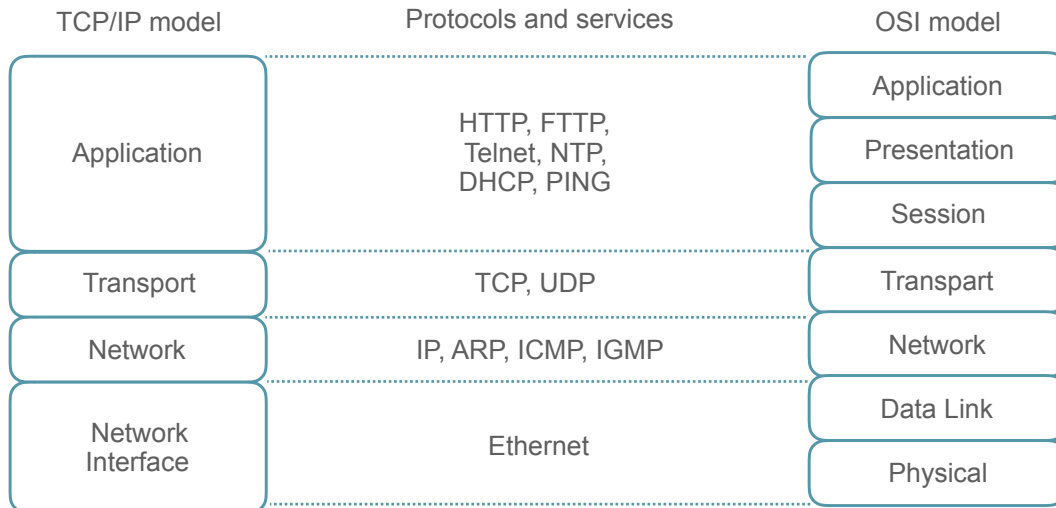 TCP/IP model
Protocols and services
OSI model
Application
HTTP, FTTP,
Telnet, NTP,
DHCP, PING
Application
Presentation
Session
Transport
TCP, UDP
Transpart
Network
IP, ARP, ICMP, IGMP
Network
Network
Interface
Ethernet
Data Link
Physical